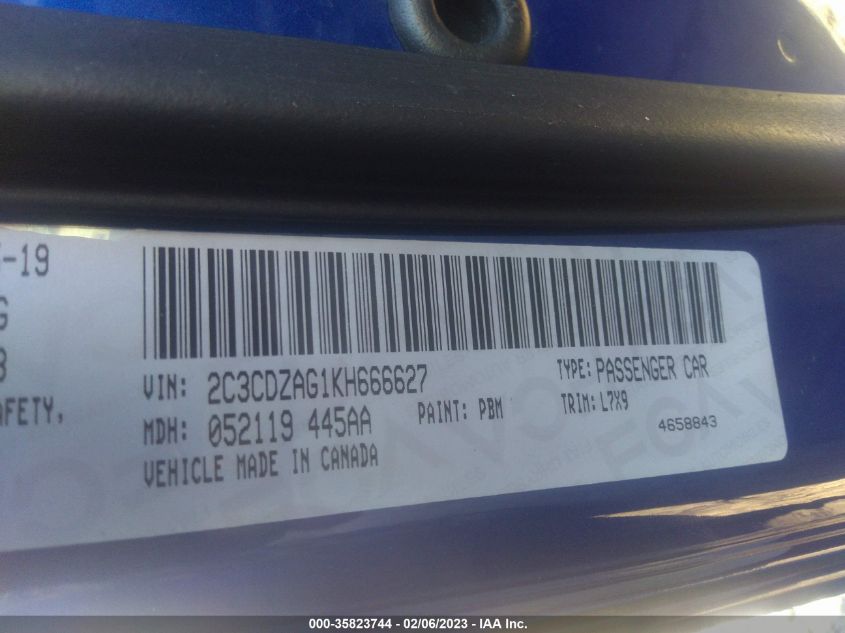 -19
G
8
AFETY,
VIN: 2C3CDZAG1KH666627
TYPE: PASSENGER CAR
MDH: 052119 445AA
PAINT: PBM
TRIM: L7X9
4658843
VEHICLE MADE IN CANADA
000-35823744 - 02/06/2023 - IAA Inc.